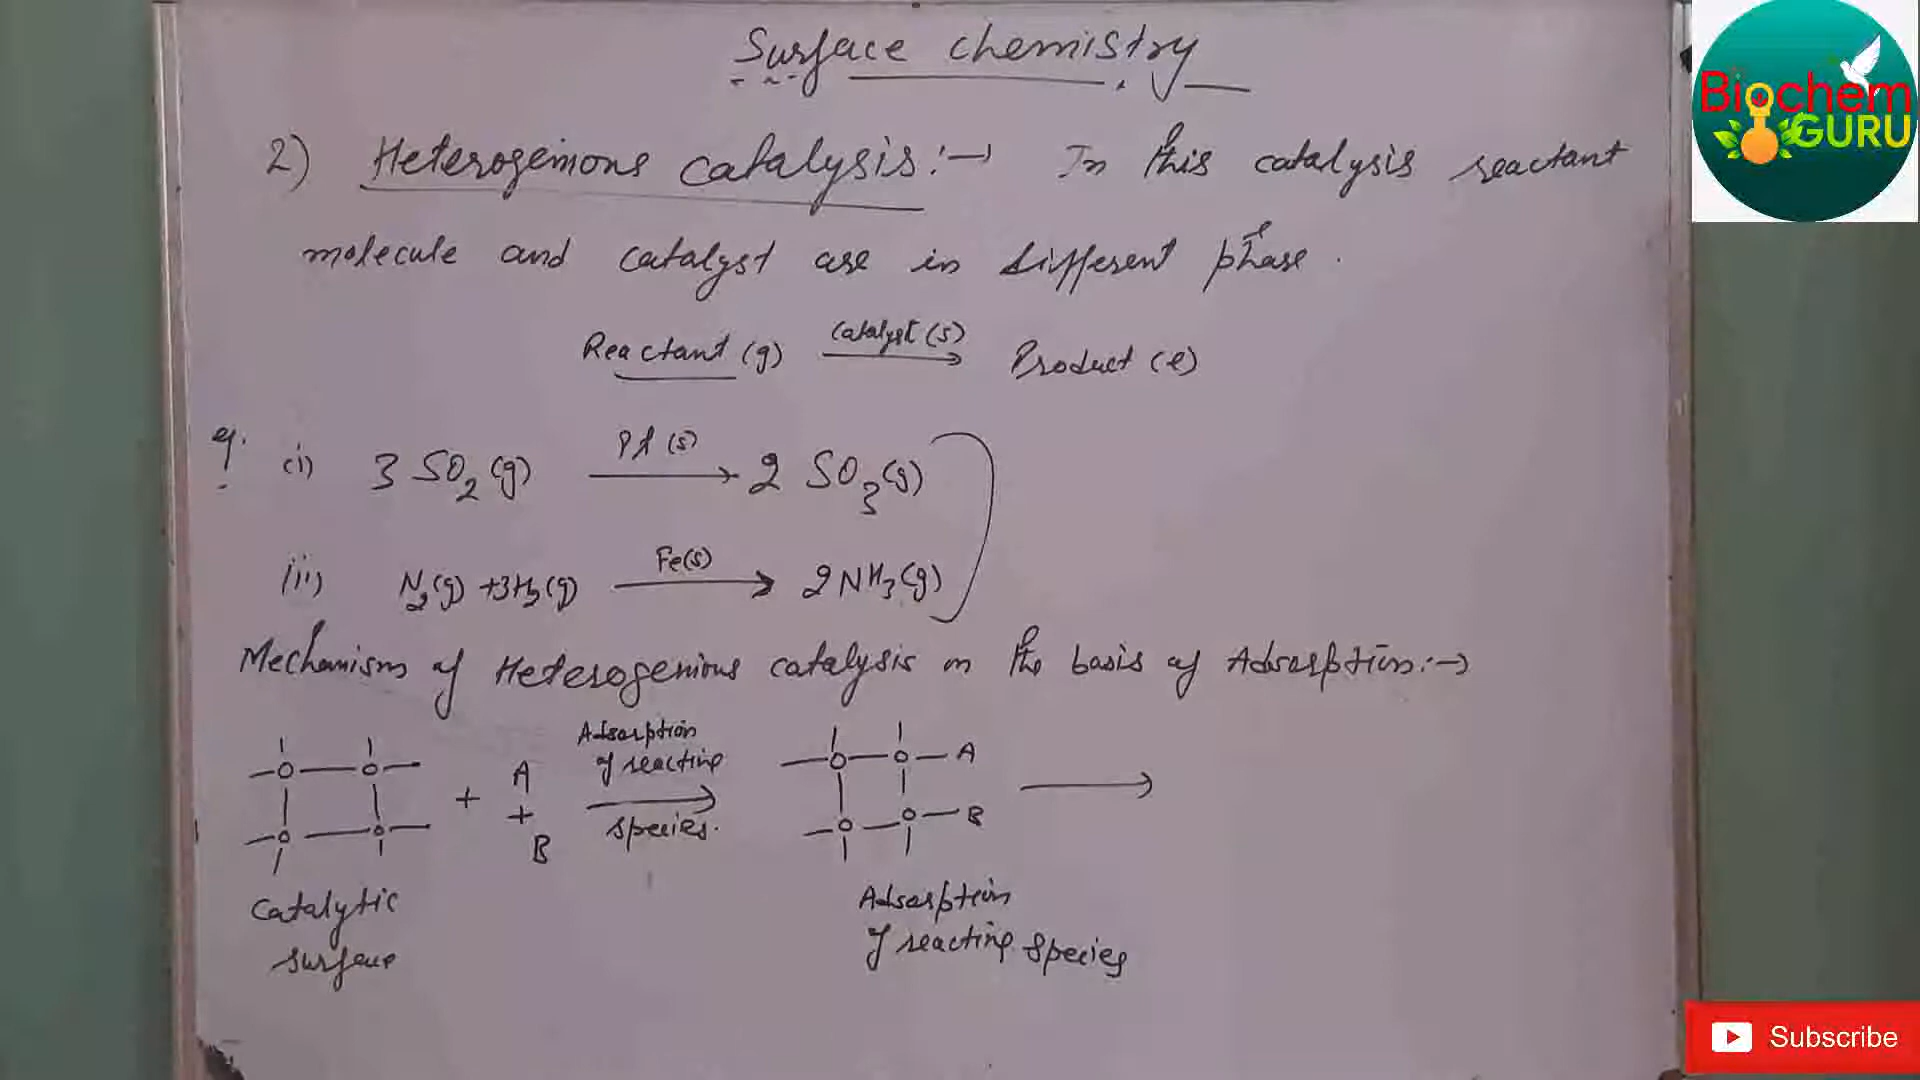 Surface chemistry
2) Heterogenious catalysis:→ In this catalysis reactant
molecule and catalyst are in different phase.
Reactant (g) —catalyst (s)→ Product (l)
eg. (i) 3 SO2 (g) —Pt (s)→ 2 SO3 (g)
(ii) N2(g) + 3H2(g) —Fe(s)→ 2NH3(g)
Mechanism of Heterogenious catalysis on the basis of Adsorption:→
Adsorption
of reacting
species.
+ A
+
B
A
B
Catalytic
surface
Adsorption
of reacting species
Biochem
GURU
Subscribe